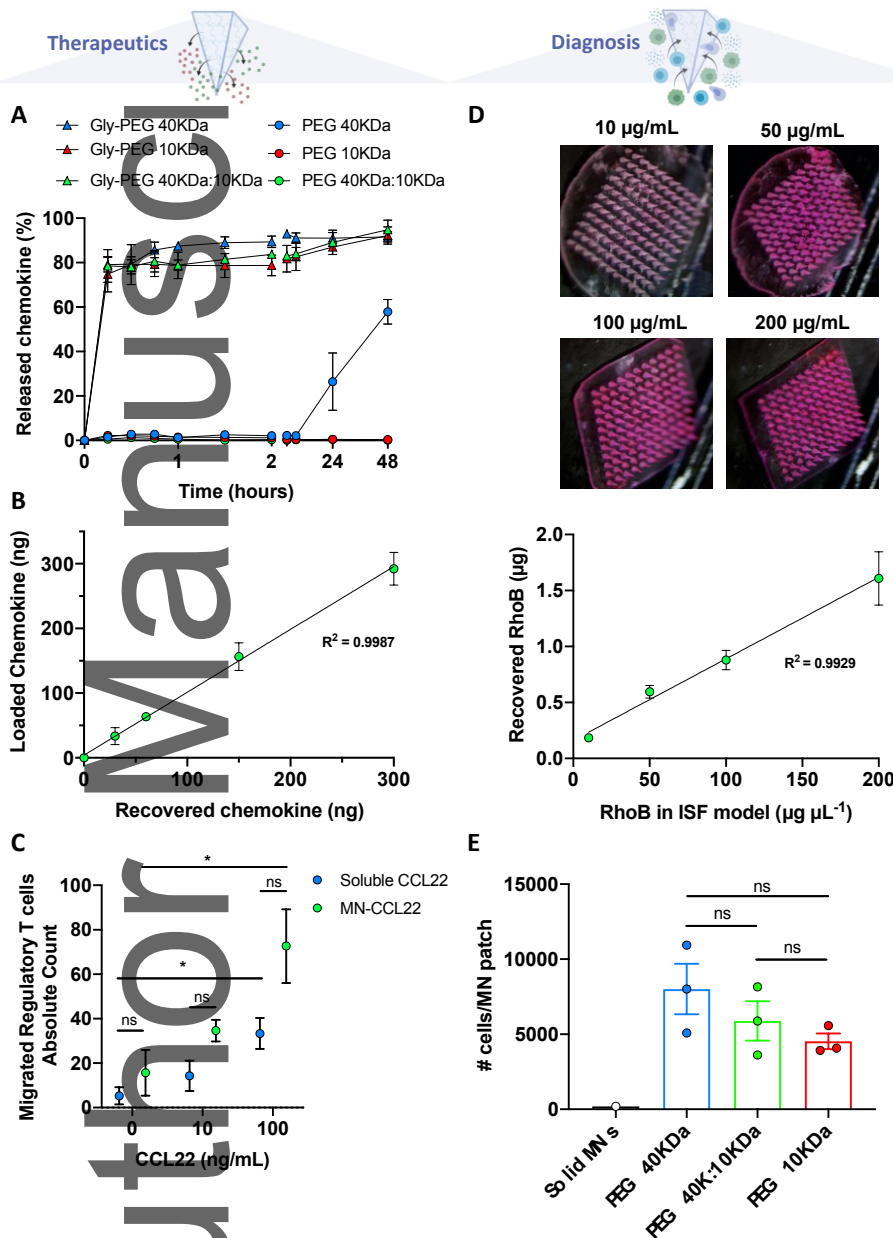 Therapeutics
Diagnosis
A
Gly-PEG 40KDa
PEG 40KDa
Gly-PEG 10KDa
PEG 10KDa
Gly-PEG 40KDa:10KDa
PEG 40KDa:10KDa
Released chemokine (%)
100
80
60
40
20
0
0
1
2
24
48
Time (hours)
B
Loaded Chemokine (ng)
300
200
100
0
R² = 0.9987
0
100
200
300
Recovered chemokine (ng)
C
Migrated Regulatory T cells
Absolute Count
100
80
60
40
20
0
*
ns
*
ns
ns
Soluble CCL22
MN-CCL22
0
10
100
CCL22 (ng/mL)
D
10 µg/mL
50 µg/mL
100 µg/mL
200 µg/mL
Recovered RhoB (µg)
2.0
1.5
1.0
0.5
0.0
R² = 0.9929
0
50
100
150
200
RhoB in ISF model (µg µL⁻¹)
E
# cells/MN patch
15000
10000
5000
0
ns
ns
ns
Solid MNs
PEG 40KDa
PEG 40K:10KDa
PEG 10KDa